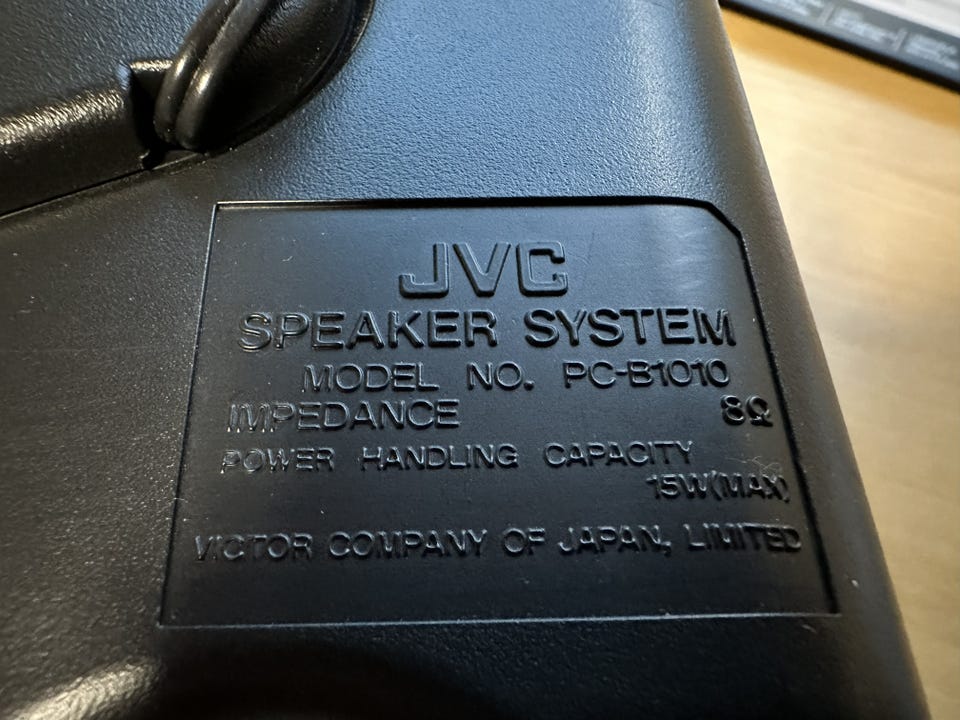 JVC
SPEAKER SYSTEM
MODEL NO. PC-B1010
IMPEDANCE 8Ω
POWER HANDLING CAPACITY
15W(MAX)
VICTOR COMPANY OF JAPAN, LIMITED